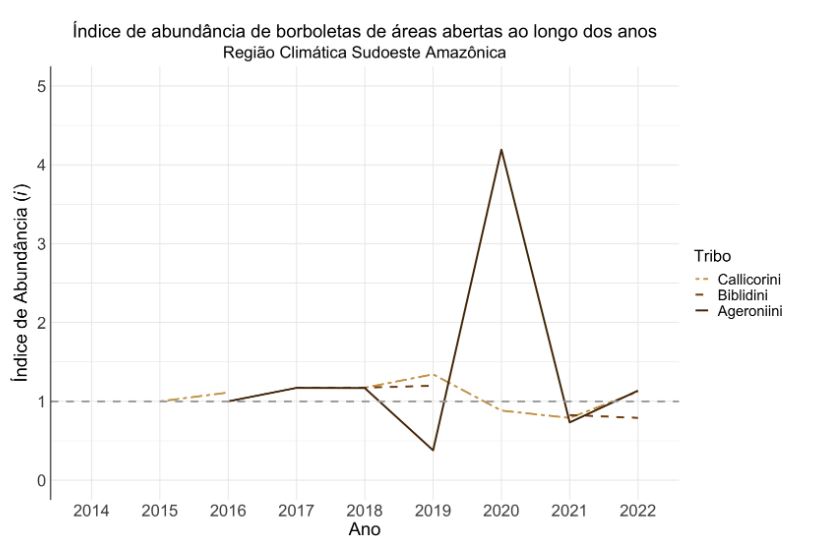 Índice de abundância de borboletas de áreas abertas ao longo dos anos
Região Climática Sudoeste Amazônica
Índice de Abundância (i)
5
4
3
2
1
0
2014 2015 2016 2017 2018 2019 2020 2021 2022
Ano
Tribo
Callicorini
Biblidini
Ageroniini